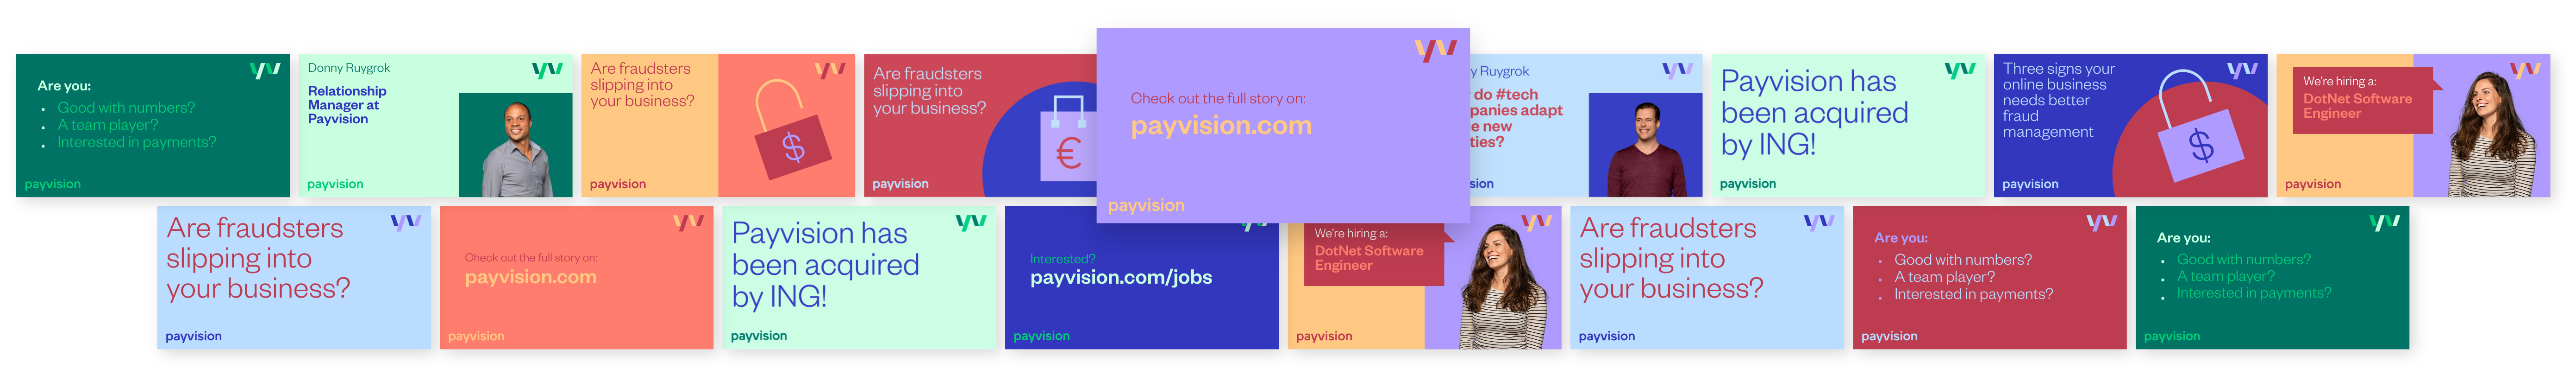 Are you:
Good with numbers?
A team player?
Interested in payments?
payvision
Donny Ruygrok
Relationship
Manager at
Payvision
payvision
Are fraudsters
slipping into
your business?
$
payvision
Are fraudsters
slipping into
your business?
€
payvision
Check out the full story on:
payvision.com
payvision
Ruygrok
do #tech
adapt
new
Payvision has
been acquired
by ING!
payvision
Three signs your
online business
needs better
fraud
management
$
payvision
We're hiring a:
DotNet Software
Engineer
payvision
Are fraudsters
slipping into
your business?
payvision
Check out the full story on:
payvision.com
payvision
Payvision has
been acquired
by ING!
payvision
Interested?
payvision.com/jobs
payvision
We're hiring a:
DotNet Software
Engineer
payvision
Are fraudsters
slipping into
your business?
payvision
Are you:
Good with numbers?
A team player?
Interested in payments?
payvision
Are you:
Good with numbers?
A team player?
Interested in payments?
payvision